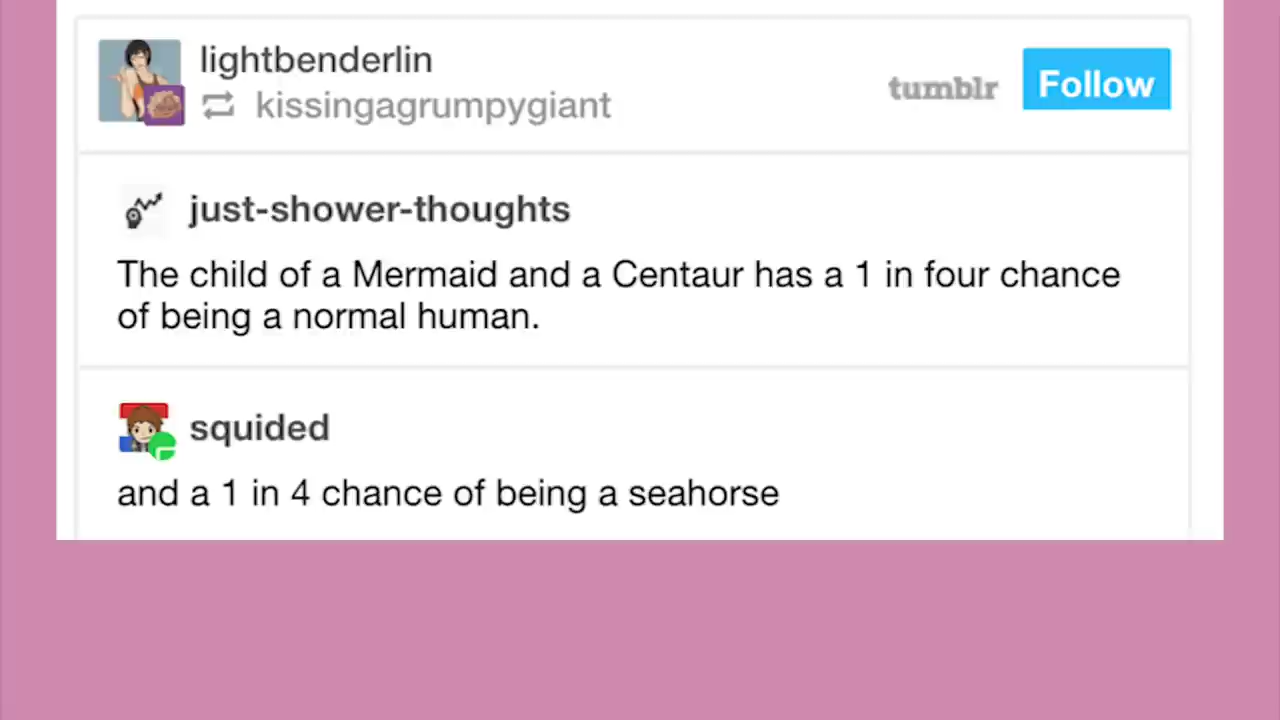 lightbenderlin
kissingagrumpygiant
tumblr
Follow
just-shower-thoughts
The child of a Mermaid and a Centaur has a 1 in four chance
of being a normal human.
squided
and a 1 in 4 chance of being a seahorse